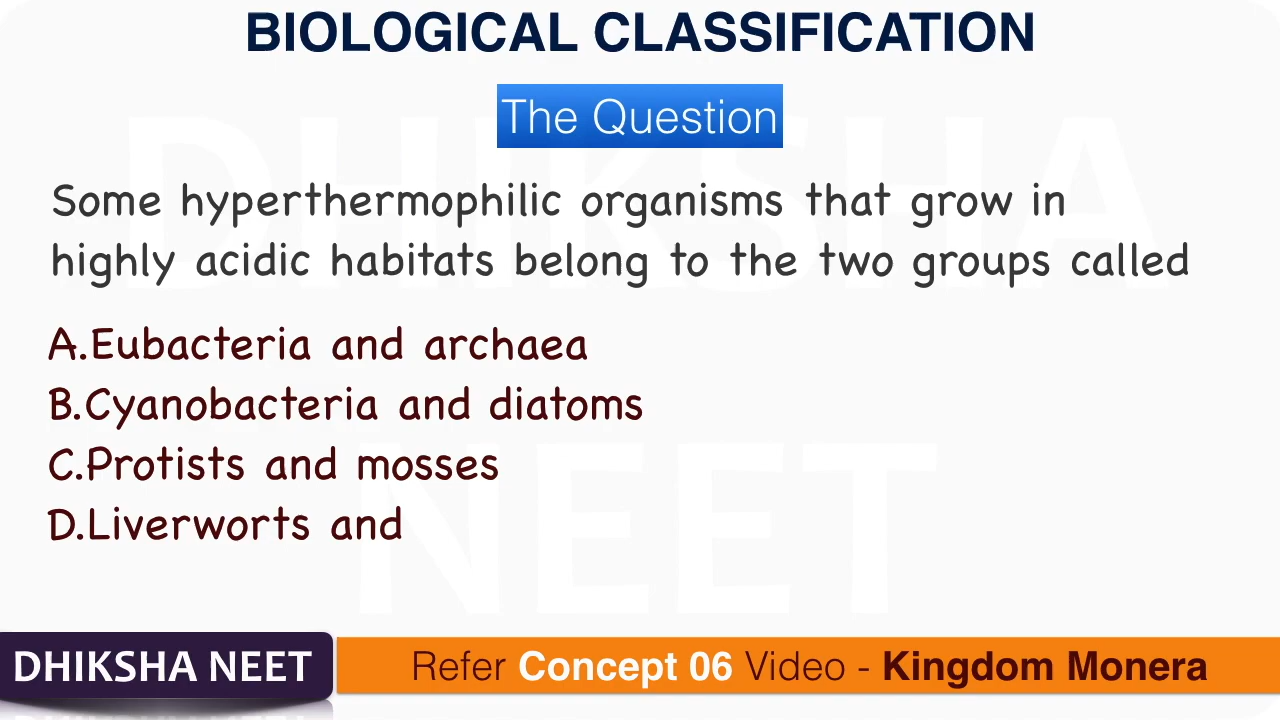 BIOLOGICAL CLASSIFICATION
The Question
Some hyperthermophilic organisms that grow in
highly acidic habitats belong to the two groups called
A.Eubacteria and archaea
B.Cyanobacteria and diatoms
C.Protists and mosses
D.Liverworts and
DHIKSHA
NEET
DHIKSHA NEET
Refer Concept 06 Video - Kingdom Monera